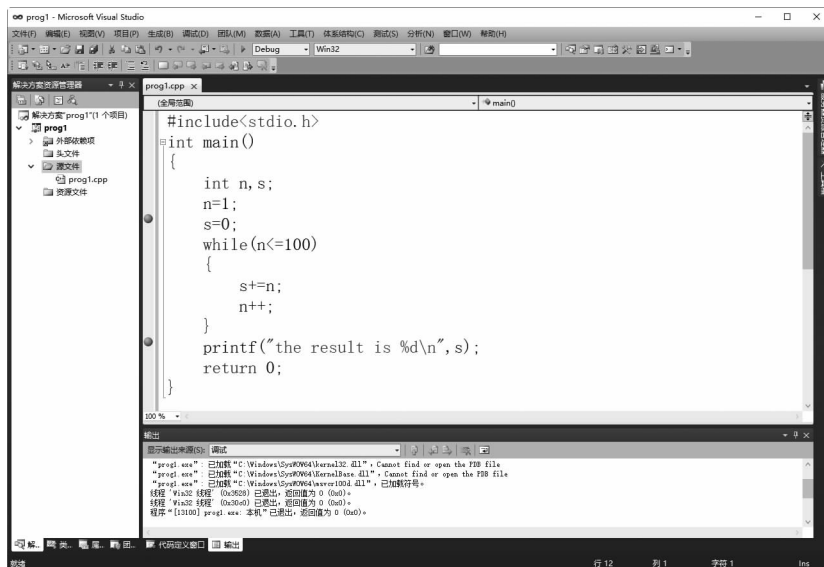 prog1 - Microsoft Visual Studio
文件(F) 编辑(E) 视图(V) 项目(P) 生成(B) 调试(D) 团队(M) 数据(A) 工具(T) 体系结构(C) 测试(S) 分析(N) 窗口(W) 帮助(H)
Debug Win32
解决方案资源管理器
prog1.cpp
(全局范围) main()
解决方案"prog1"(1 个项目)
prog1
外部依赖项
头文件
源文件
prog1.cpp
资源文件
#include<stdio.h>
int main()
{
int n,s;
n=1;
s=0;
while(n<=100)
{
s+=n;
n++;
}
printf("the result is %d\n",s);
return 0;
}
100 %
输出
显示输出来源(S): 调试
"prog1.exe": 已加载"C:\Windows\SysWOW64\kernel32.dll", Cannot find or open the PDB file
"prog1.exe": 已加载"C:\Windows\SysWOW64\KernelBase.dll", Cannot find or open the PDB file
"prog1.exe": 已加载"C:\Windows\SysWOW64\msvcr100d.dll", 已加载符号。
线程 'Win32 线程' (0x3528) 已退出, 返回值为 0 (0x0)。
线程 'Win32 线程' (0x30c0) 已退出, 返回值为 0 (0x0)。
程序"[13100] prog1.exe: 本机"已退出, 返回值为 0 (0x0)。
解... 类... 属... 团... 代码定义窗口 输出
就绪 行 12 列 1 字符 1 Ins